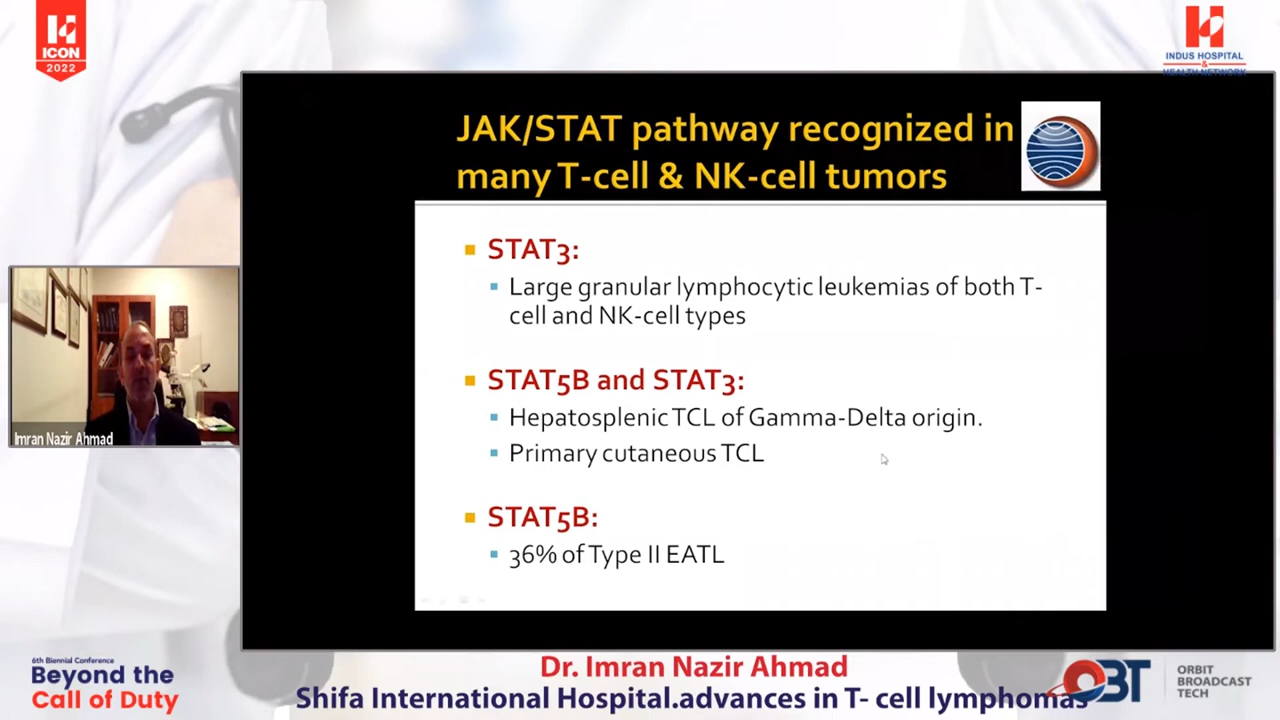 ICON
2022
INDUS HOSPITAL
&
HEALTH NETWORK
JAK/STAT pathway recognized in
many T-cell & NK-cell tumors
STAT3:
Large granular lymphocytic leukemias of both T-
cell and NK-cell types
STAT5B and STAT3:
Hepatosplenic TCL of Gamma-Delta origin.
Primary cutaneous TCL
STAT5B:
36% of Type II EATL
Imran Nazir Ahmad
6th Biennial Conference
Beyond the
Call of Duty
Dr. Imran Nazir Ahmad
Shifa International Hospital.advances in T- cell lymphomas
OBT
ORBIT
BROADCAST
TECH